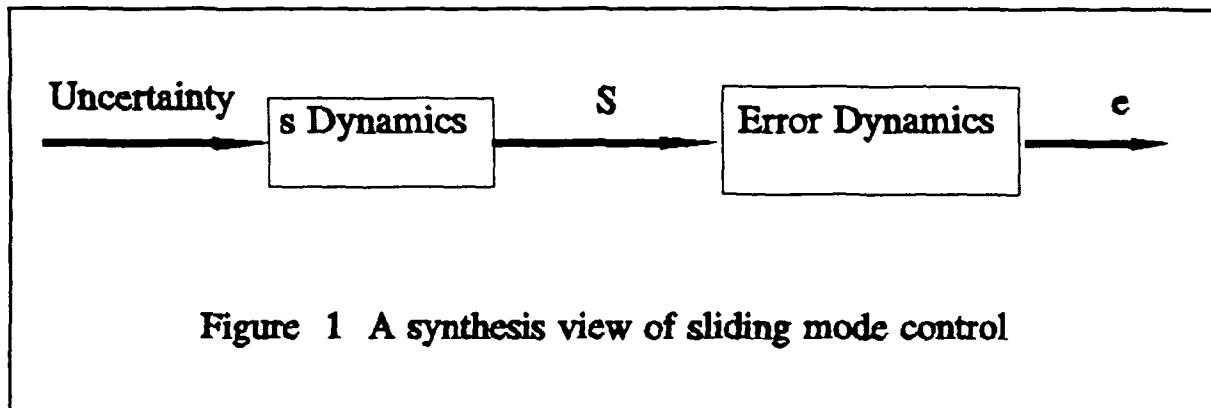 Uncertainty
s Dynamics
S
Error Dynamics
e
Figure 1 A synthesis view of sliding mode control